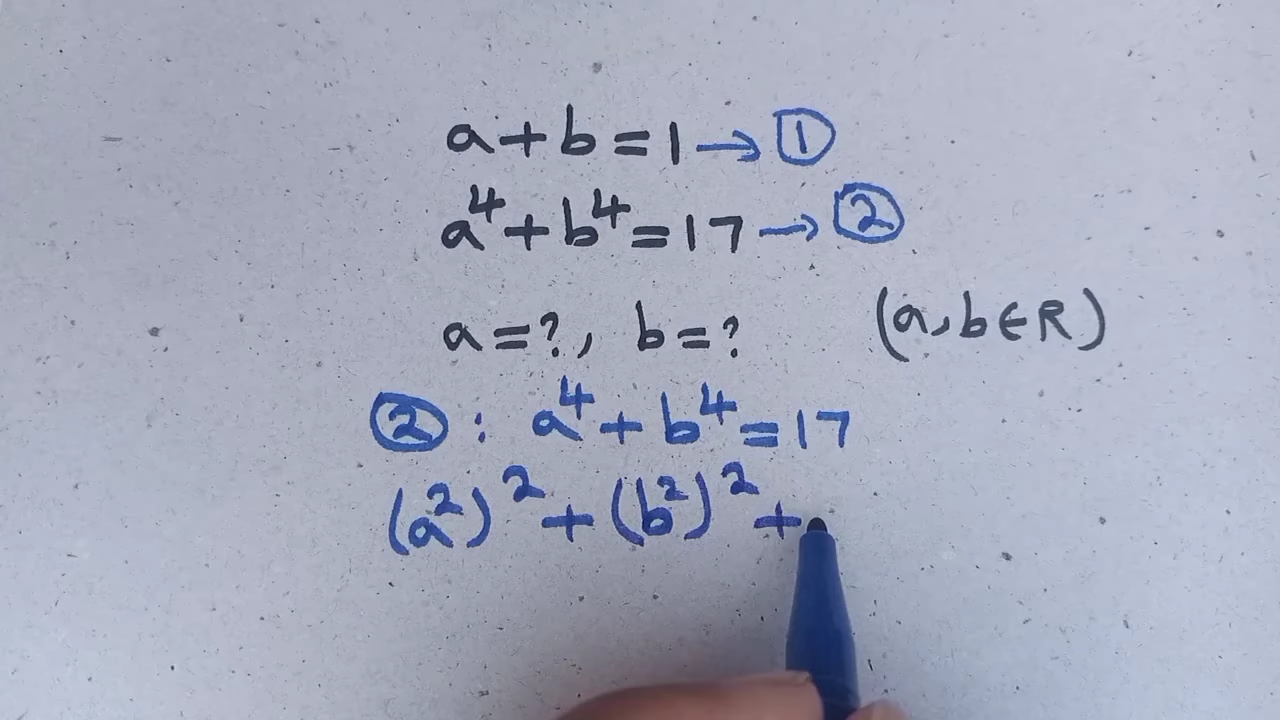 a+b=1→①
a⁴+b⁴=17→②
a=?, b=? (a,b∈R)
②: a⁴+b⁴=17
(a²)²+(b²)²+